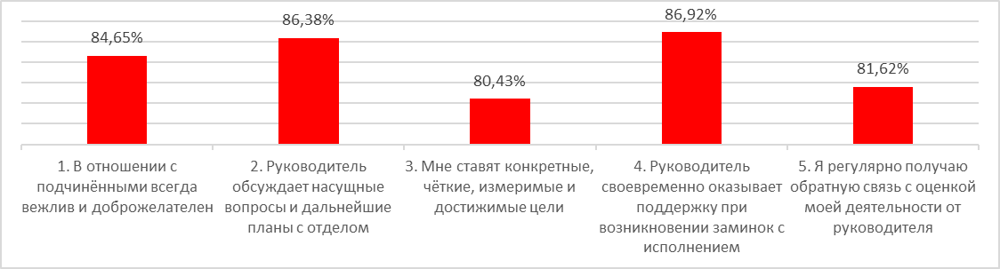 84,65%
86,38%
80,43%
86,92%
81,62%
1. В отношении с
подчинёнными всегда
вежлив и доброжелателен
2. Руководитель
обсуждает насущные
вопросы и дальнейшие
планы с отделом
3. Мне ставят конкретные,
чёткие, измеримые и
достижимые цели
4. Руководитель
своевременно оказывает
поддержку при
возникновении заминок с
исполнением
5. Я регулярно получаю
обратную связь с оценкой
моей деятельности от
руководителя